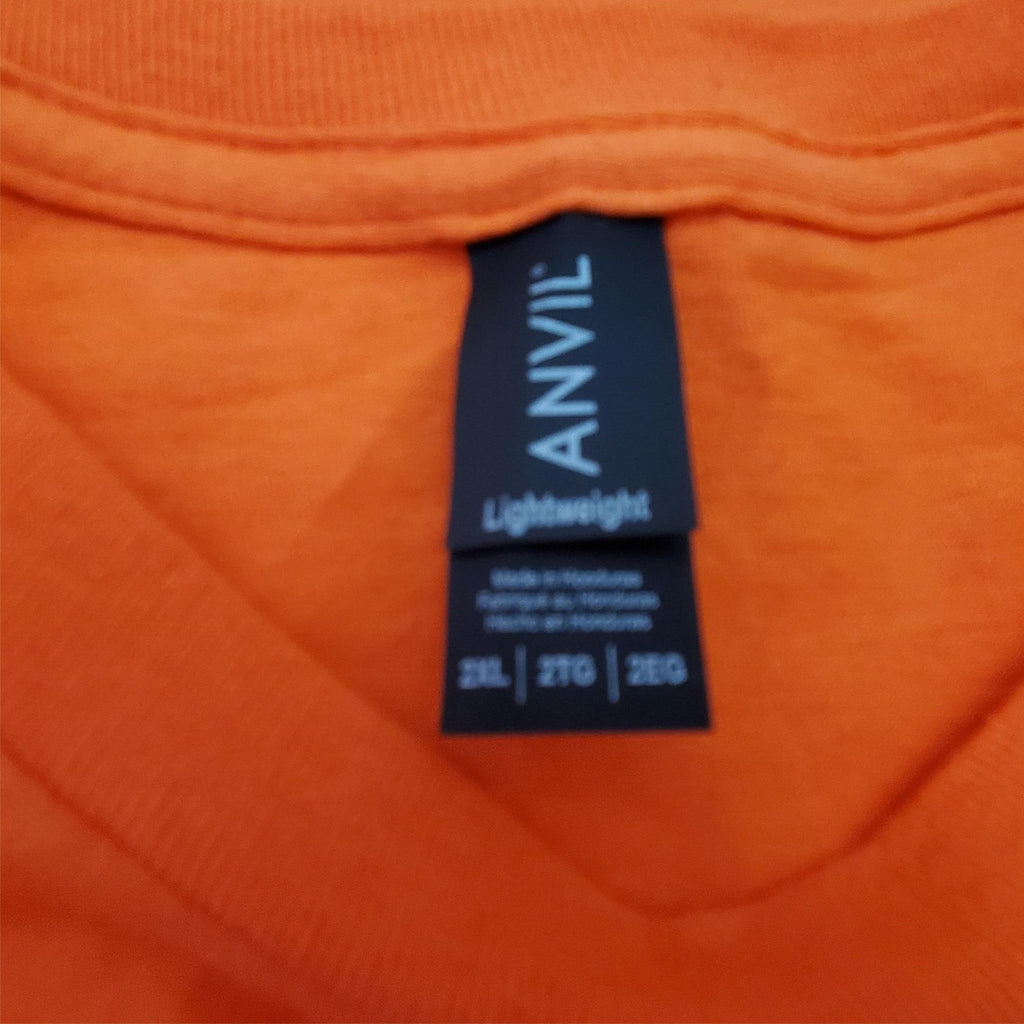 ANVIL
Lightweight
Made in Honduras
Fabriqué au Honduras
Hecho en Honduras
2XL | 2TG | 2EG